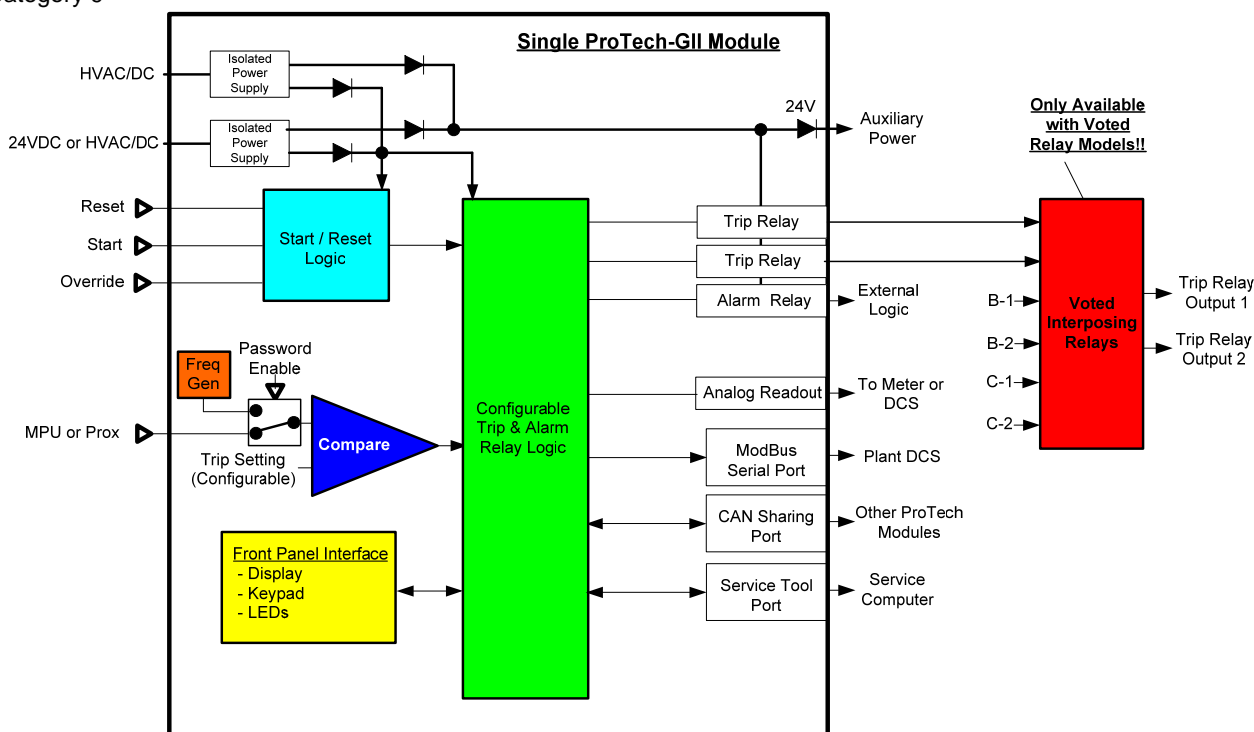 Single ProTech-GII Module
HVAC/DC
Isolated
Power
Supply
24VDC or HVAC/DC
Isolated
Power
Supply
24V
Auxiliary
Power
Only Available
with Voted
Relay Models!!
Reset
Start
Override
Start / Reset
Logic
Trip Relay
Trip Relay
Alarm Relay
External
Logic
B-1
B-2
C-1
C-2
Voted
Interposing
Relays
Trip Relay
Output 1
Trip Relay
Output 2
Freq
Gen
Password
Enable
MPU or Prox
Trip Setting
(Configurable)
Compare
Configurable
Trip & Alarm
Relay Logic
Analog Readout
To Meter or
DCS
ModBus
Serial Port
Plant DCS
CAN Sharing
Port
Other ProTech
Modules
Service Tool
Port
Service
Computer
Front Panel Interface
- Display
- Keypad
- LEDs